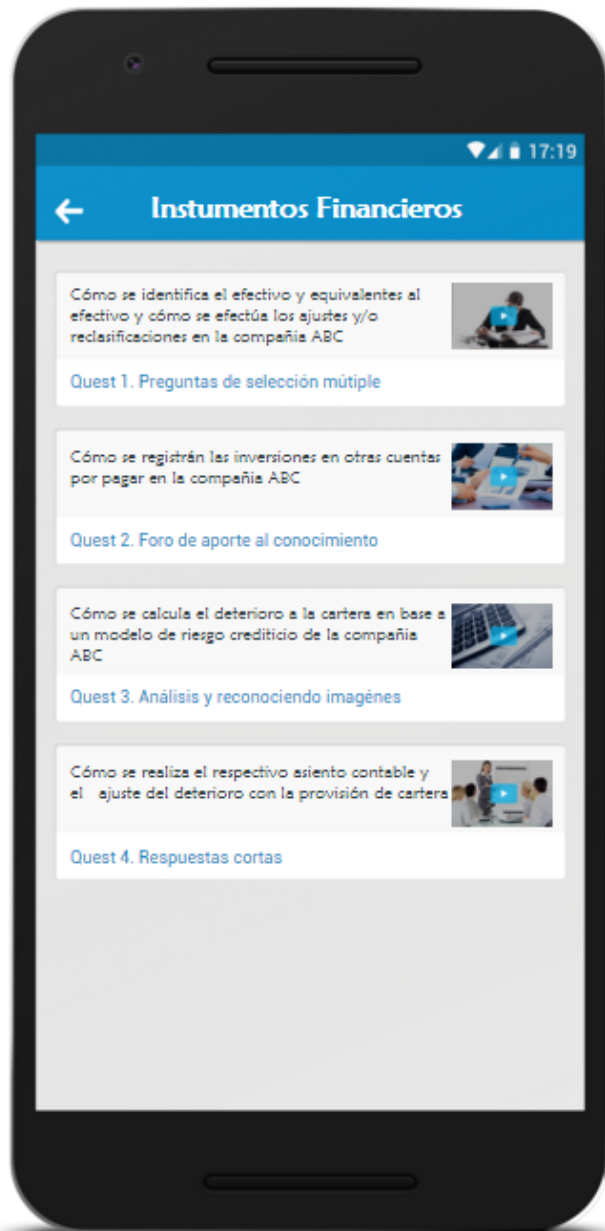 17:19
Instumentos Financieros
Cómo se identifica el efectivo y equivalentes al
efectivo y cómo se efectúa los ajustes y/o
reclasificaciones en la compañia ABC
Quest 1. Preguntas de selección mútiple
Cómo se registrán las inversiones en otras cuentas
por pagar en la compañia ABC
Quest 2. Foro de aporte al conocimiento
Cómo se calcula el deterioro a la cartera en base a
un modelo de riesgo crediticio de la compañia
ABC
Quest 3. Análisis y reconociendo imagénes
Cómo se realiza el respectivo asiento contable y
el ajuste del deterioro con la provisión de cartera
Quest 4. Respuestas cortas